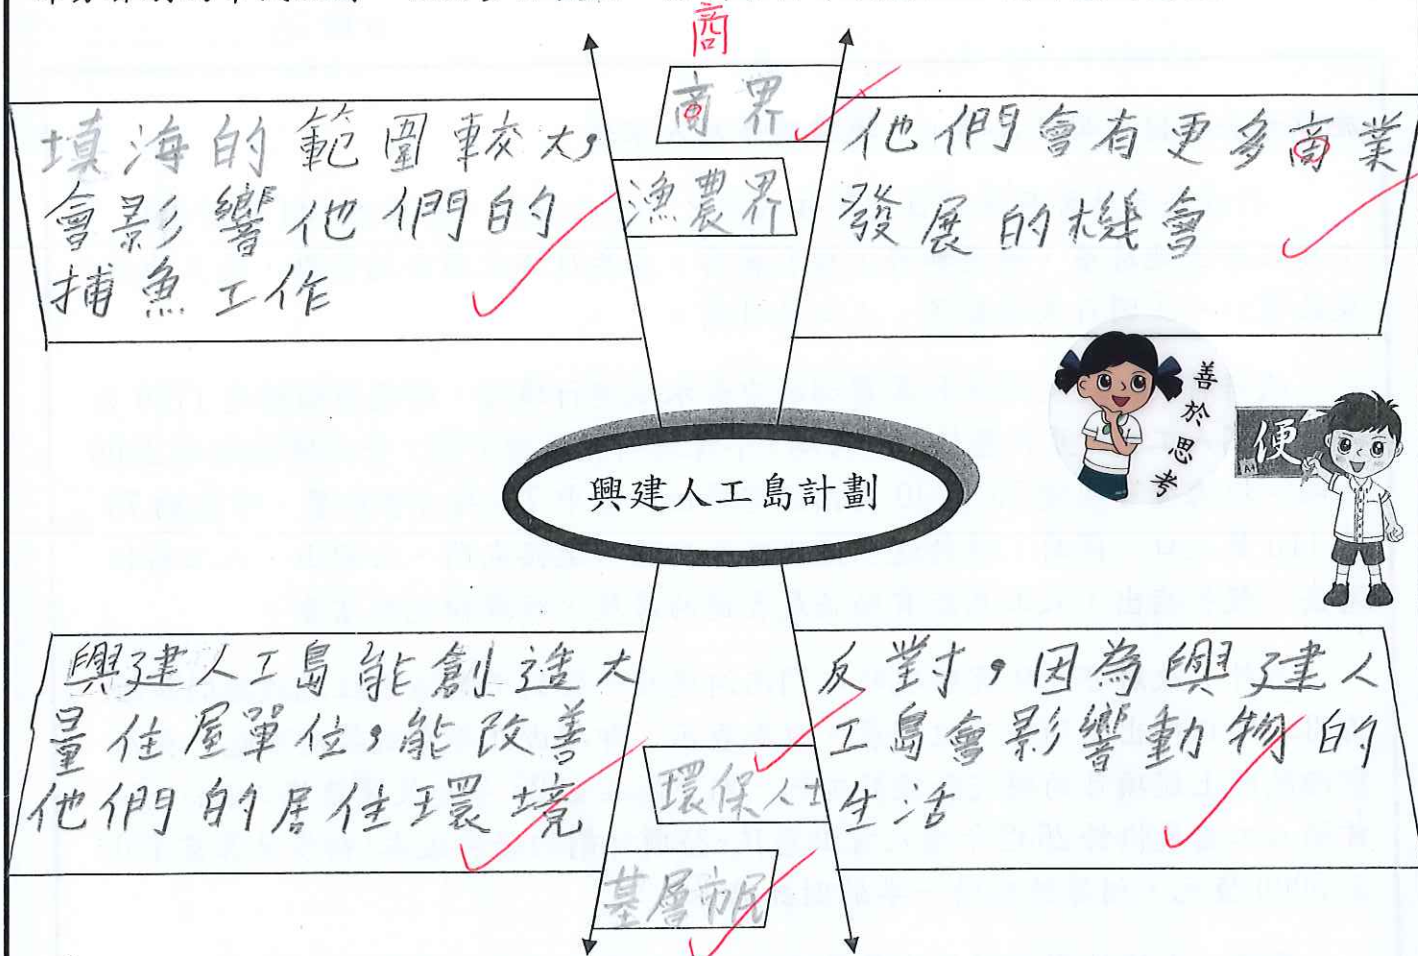 商
商界
漁農界
填海的範圍較大,
會影響他們的
捕魚工作
他們會有更多商業
發展的機會
善於思考
便
興建人工島計劃
興建人工島能創造大
量住屋單位,能改善
他們的居住環境
反對,因為興建人
工島會影響動物的
生活
環保人士
基層市民